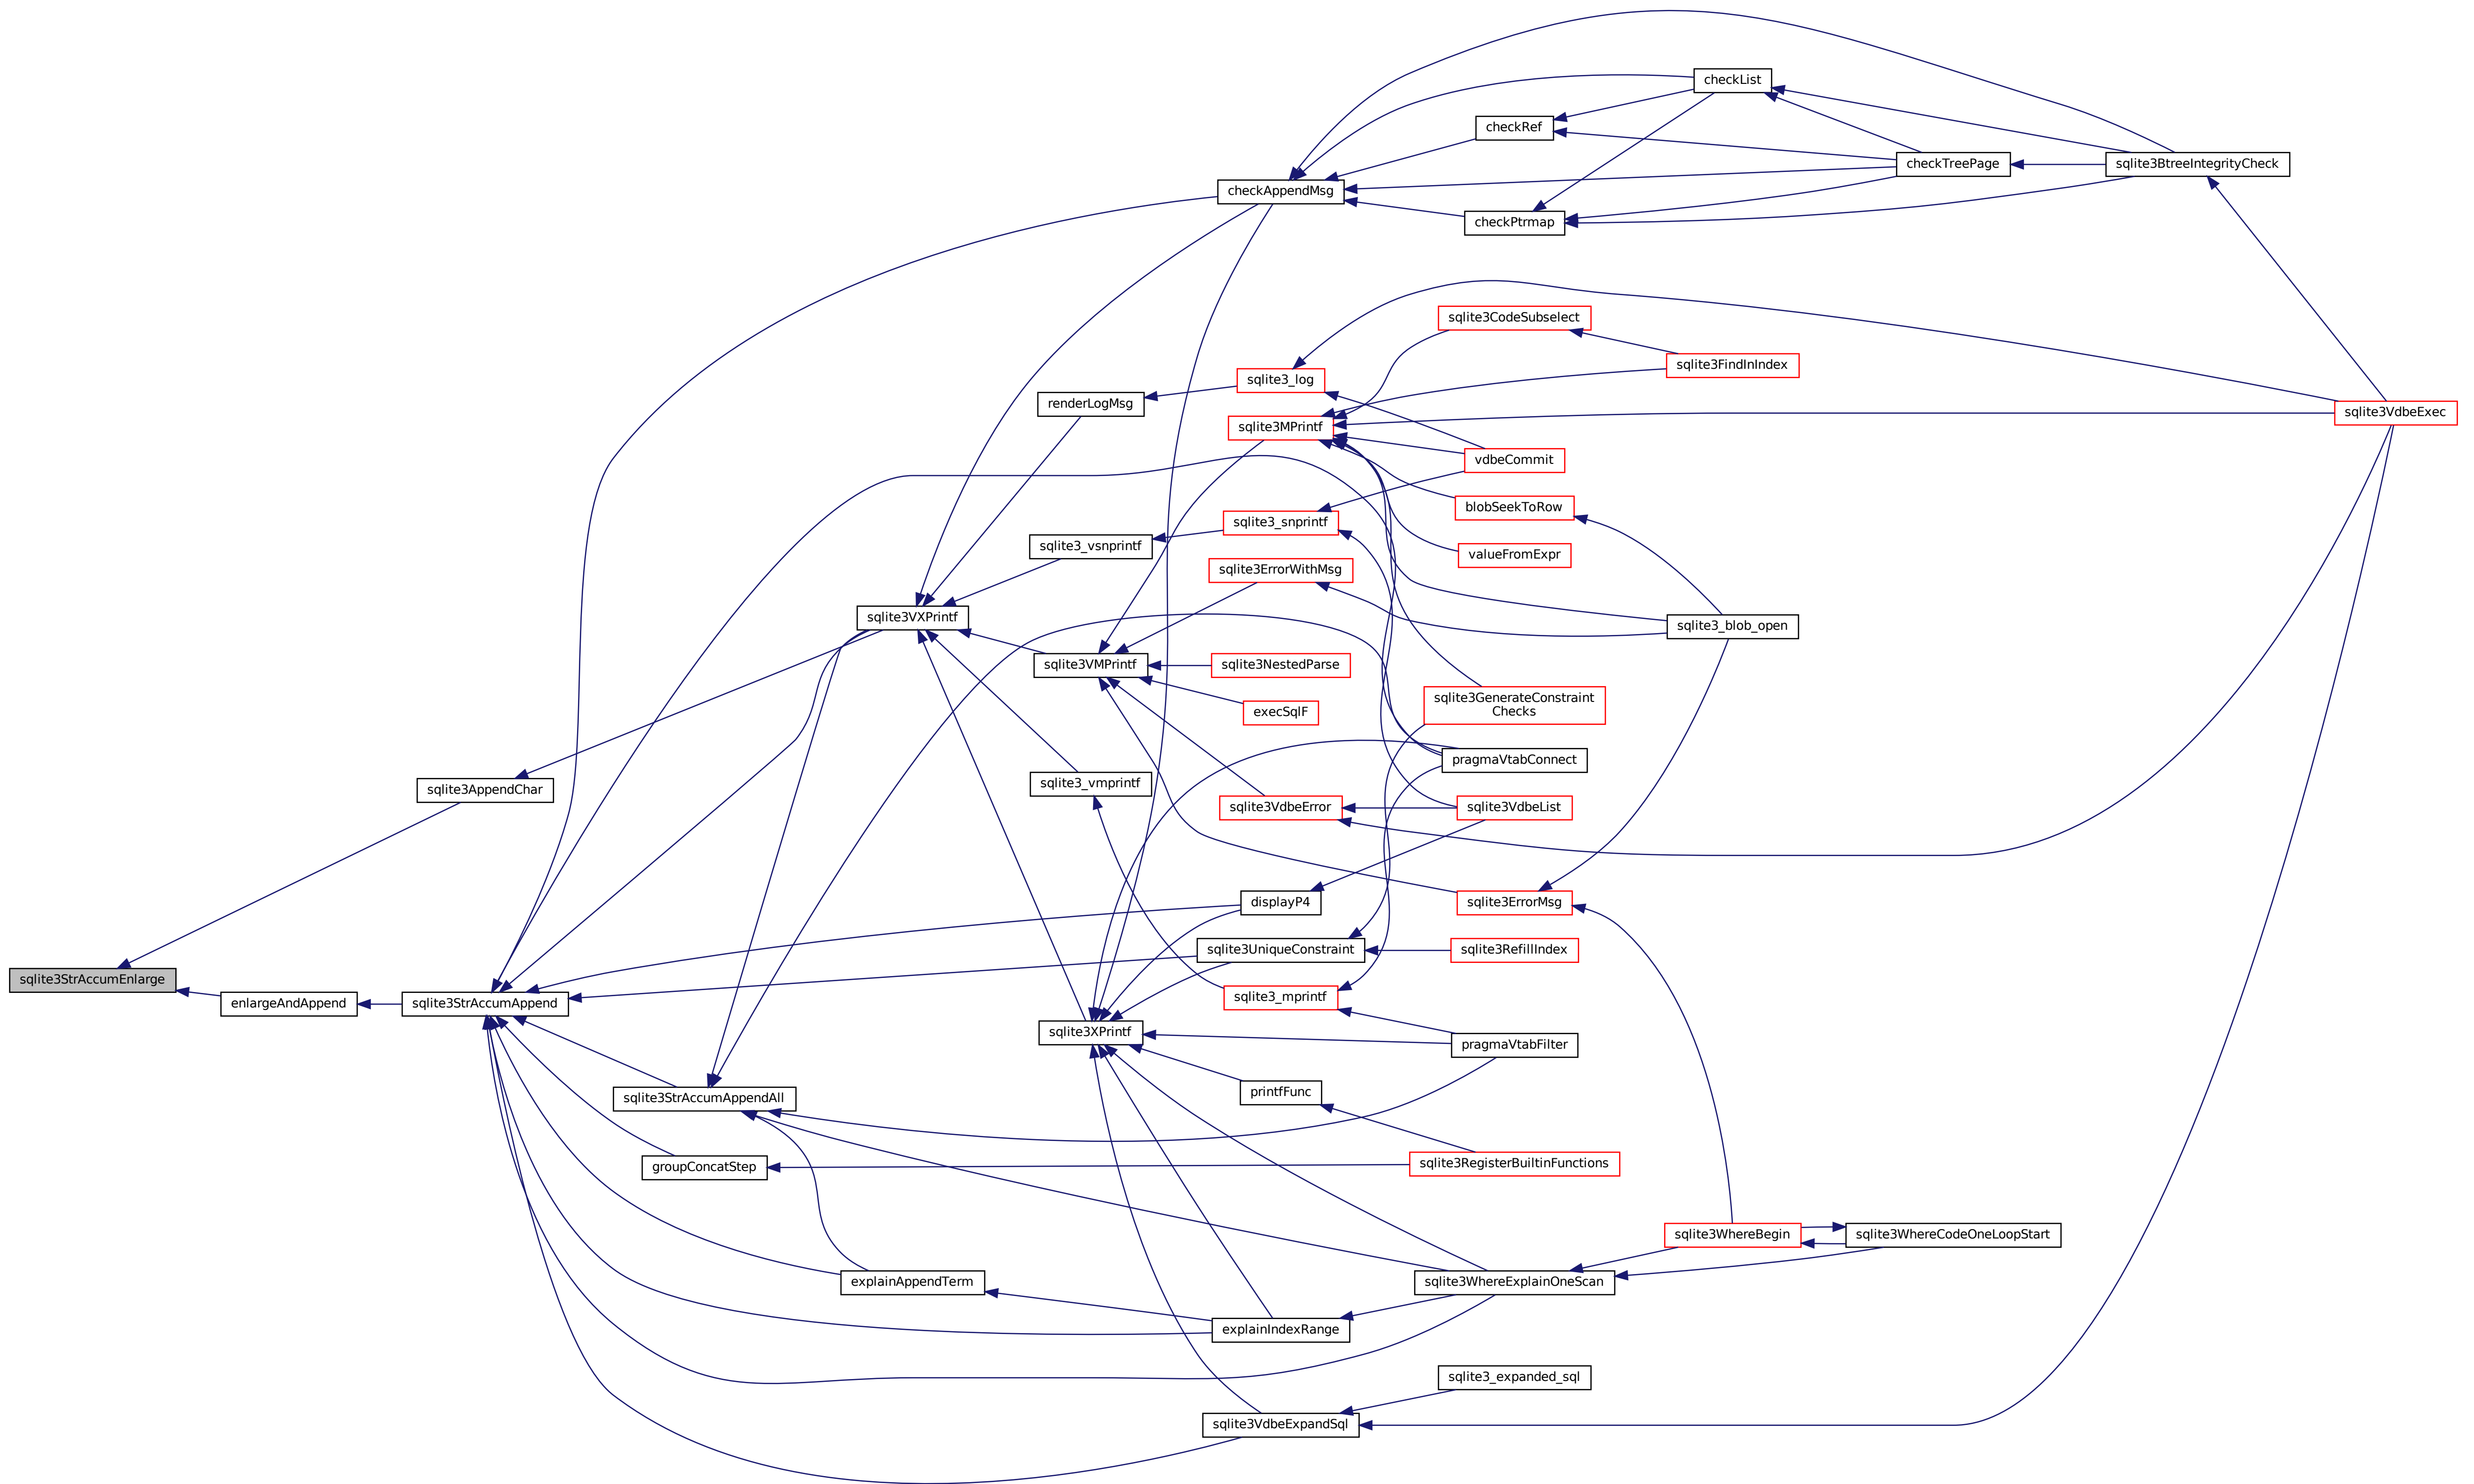 checkList
checkRef
checkTreePage
sqlite3BtreeIntegrityCheck
checkAppendMsg
checkPtrmap
sqlite3CodeSubselect
sqlite3FindInIndex
sqlite3_log
renderLogMsg
sqlite3VdbeExec
sqlite3MPrintf
vdbeCommit
blobSeekToRow
sqlite3_snprintf
sqlite3_vsnprintf
valueFromExpr
sqlite3ErrorWithMsg
sqlite3VXPrintf
sqlite3_blob_open
sqlite3VMPrintf
sqlite3NestedParse
sqlite3GenerateConstraint
Checks
execSqlF
pragmaVtabConnect
sqlite3AppendChar
sqlite3_vmprintf
sqlite3VdbeError
sqlite3VdbeList
displayP4
sqlite3ErrorMsg
sqlite3UniqueConstraint
sqlite3RefillIndex
sqlite3StrAccumEnlarge
enlargeAndAppend
sqlite3StrAccumAppend
sqlite3_mprintf
sqlite3XPrintf
pragmaVtabFilter
sqlite3StrAccumAppendAll
printfFunc
groupConcatStep
sqlite3RegisterBuiltinFunctions
sqlite3WhereBegin
sqlite3WhereCodeOneLoopStart
explainAppendTerm
sqlite3WhereExplainOneScan
explainIndexRange
sqlite3_expanded_sql
sqlite3VdbeExpandSql